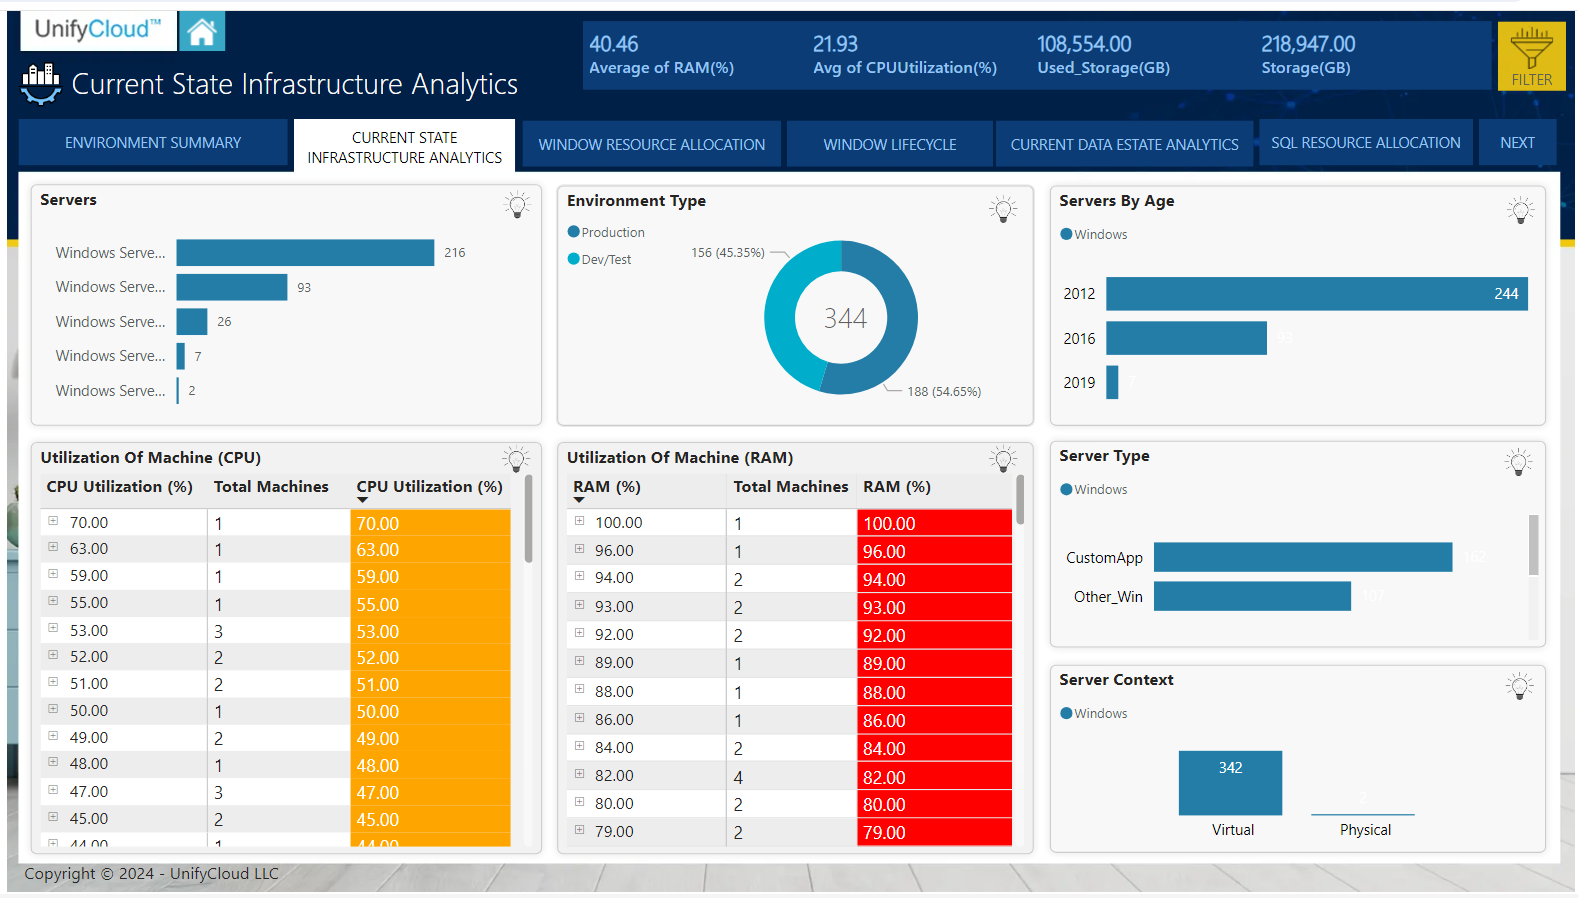 UnifyCloud™
Current State Infrastructure Analytics
40.46
Average of RAM(%)
21.93
Avg of CPUUtilization(%)
108,554.00
Used_Storage(GB)
218,947.00
Storage(GB)
FILTER
ENVIRONMENT SUMMARY
CURRENT STATE
INFRASTRUCTURE ANALYTICS
WINDOW RESOURCE ALLOCATION
WINDOW LIFECYCLE
CURRENT DATA ESTATE ANALYTICS
SQL RESOURCE ALLOCATION
NEXT
Servers
Windows Serve... 216
Windows Serve... 93
Windows Serve... 26
Windows Serve... 7
Windows Serve... 2
Environment Type
Production
Dev/Test
156 (45.35%)
344
188 (54.65%)
Servers By Age
Windows
2012 244
2016 93
2019 7
Utilization Of Machine (CPU)
CPU Utilization (%) Total Machines CPU Utilization (%)
70.00 1 70.00
63.00 1 63.00
59.00 1 59.00
55.00 1 55.00
53.00 3 53.00
52.00 2 52.00
51.00 2 51.00
50.00 1 50.00
49.00 2 49.00
48.00 1 48.00
47.00 3 47.00
45.00 2 45.00
44.00 1 44.00
Utilization Of Machine (RAM)
RAM (%) Total Machines RAM (%)
100.00 1 100.00
96.00 1 96.00
94.00 2 94.00
93.00 2 93.00
92.00 2 92.00
89.00 1 89.00
88.00 1 88.00
86.00 1 86.00
84.00 2 84.00
82.00 4 82.00
80.00 2 80.00
79.00 2 79.00
Server Type
Windows
CustomApp 162
Other_Win 107
Server Context
Windows
342
2
Virtual
Physical
Copyright © 2024 - UnifyCloud LLC